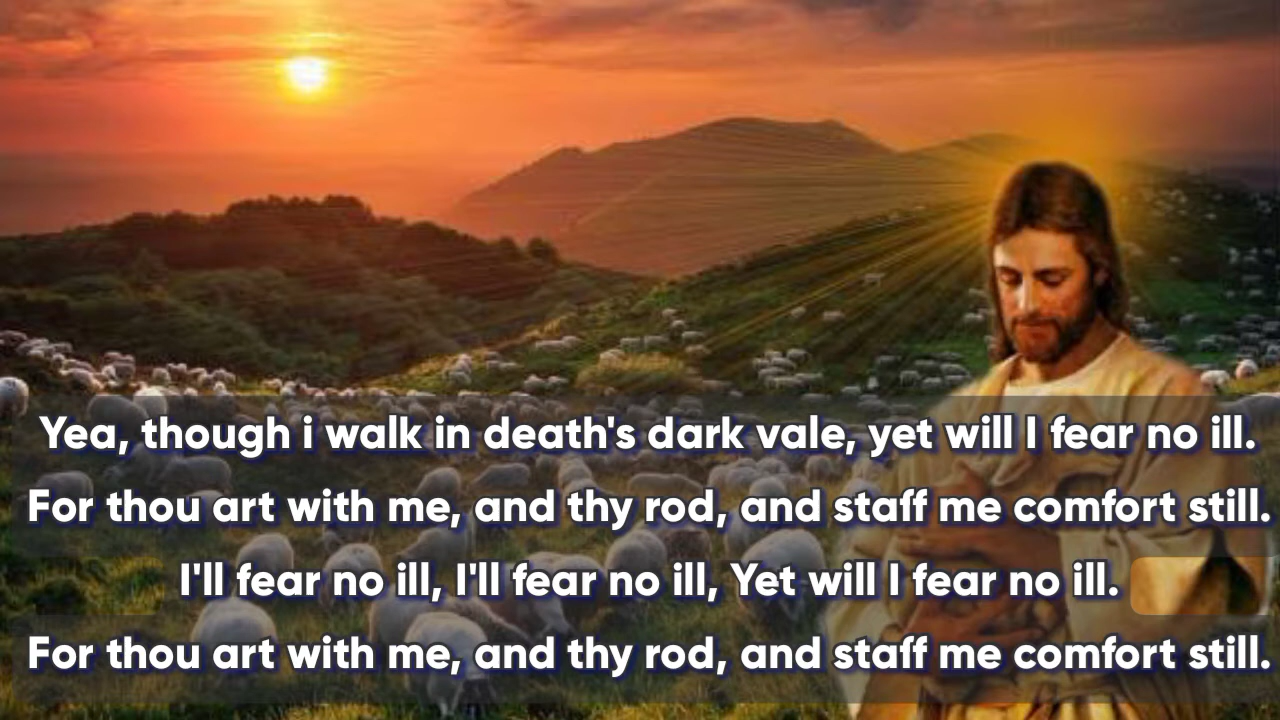 Yea, though i walk in death's dark vale, yet will I fear no ill.
For thou art with me, and thy rod, and staff me comfort still.
I'll fear no ill, I'll fear no ill, Yet will I fear no ill.
For thou art with me, and thy rod, and staff me comfort still.